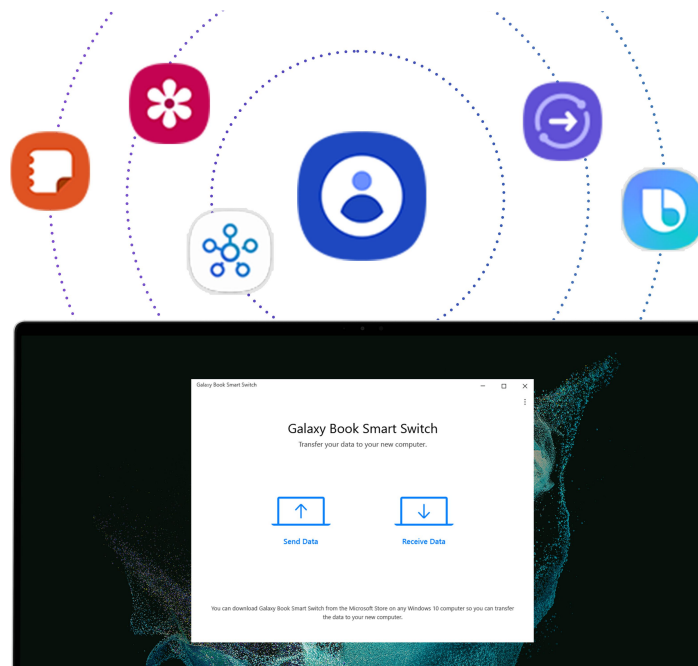 Galaxy Book Smart Switch
Galaxy Book Smart Switch
Transfer your data to your new computer.
Send Data
Receive Data
You can download Galaxy Book Smart Switch from the Microsoft Store on any Windows 10 computer so you can transfer
the data to your new computer.